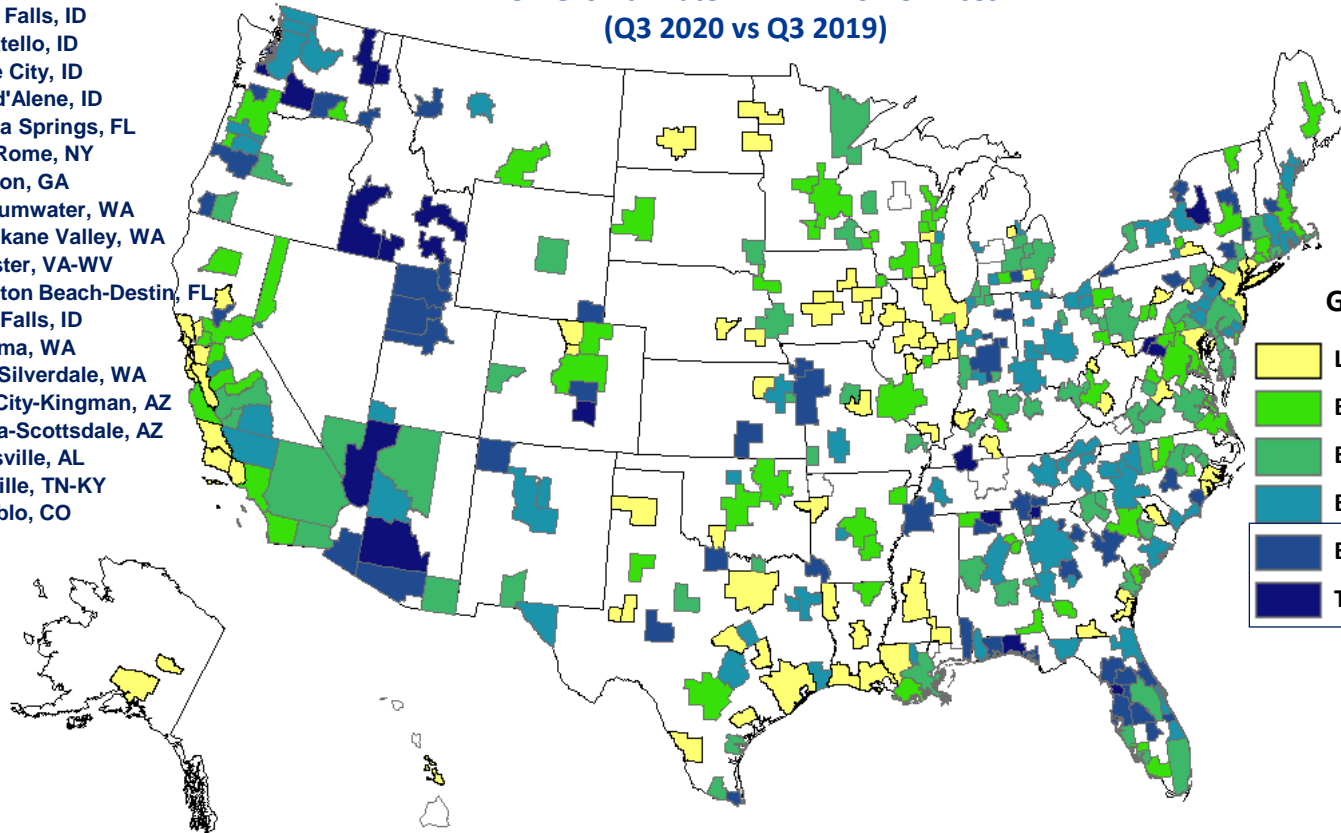 (Q3 2020 vs Q3 2019)
Falls, ID
tello, ID
City, ID
d'Alene, ID
a Springs, FL
Rome, NY
on, GA
umwater, WA
kane Valley, WA
ster, VA-WV
ton Beach-Destin, FL
Falls, ID
ma, WA
Silverdale, WA
City-Kingman, AZ
a-Scottsdale, AZ
sville, AL
ville, TN-KY
blo, CO
G
L
E
E
E
E
T